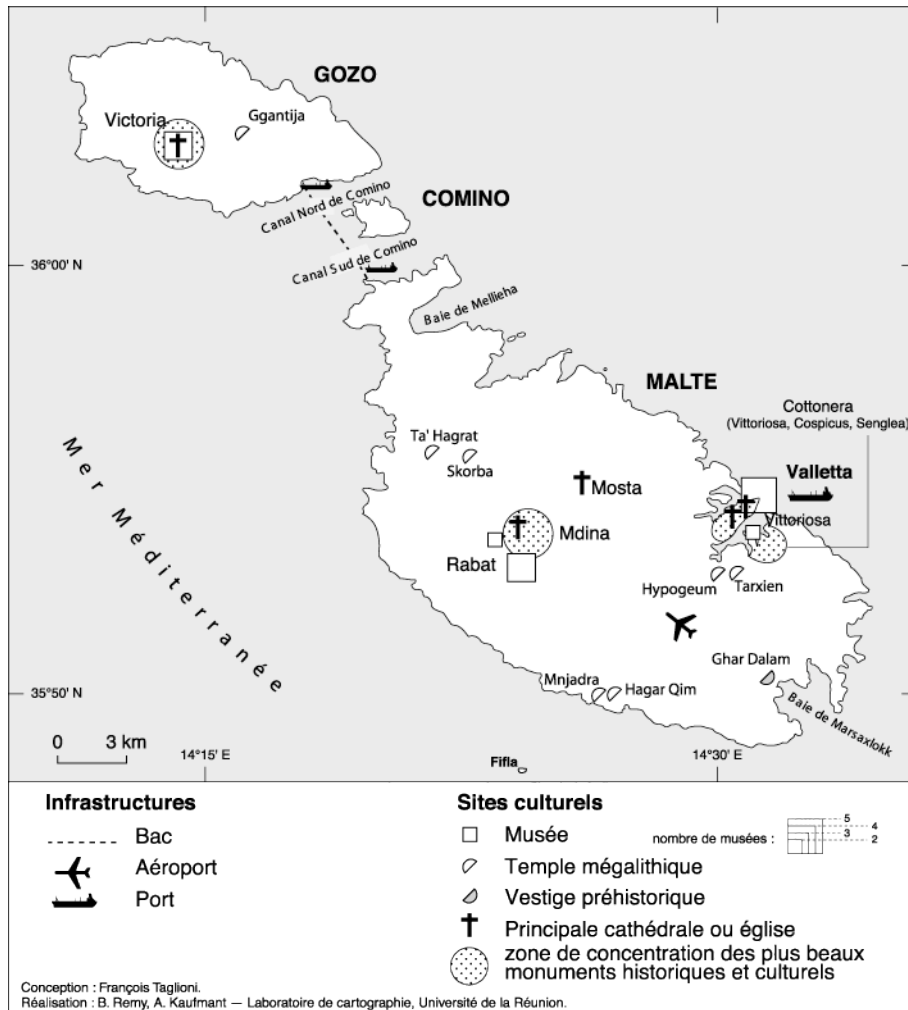 GOZO
Victoria
Ggantija
COMINO
Canal Nord de Comino
36°00' N
Canal Sud de Comino
Baie de Mellieha
MALTE
Cottonera
(Vittoriosa, Cospicus, Senglea)
Ta' Hagrat
Skorba
Mosta
Valletta
Vittoriosa
Mdina
Rabat
Hypogeum
Tarxien
Mer Méditerranée
Ghar Dalam
Mnjadra
Hagar Qim
35°50' N
Baie de Marsaxlokk
0 3 km
14°15' E
14°30' E
Fifla
Infrastructures
Bac
Aéroport
Port
Sites culturels
Musée
nombre de musées :
5
4
3
2
Temple mégalithique
Vestige préhistorique
Principale cathédrale ou église
zone de concentration des plus beaux
monuments historiques et culturels
Conception : François Taglioni.
Réalisation : B. Remy, A. Kaufmant — Laboratoire de cartographie, Université de la Réunion.